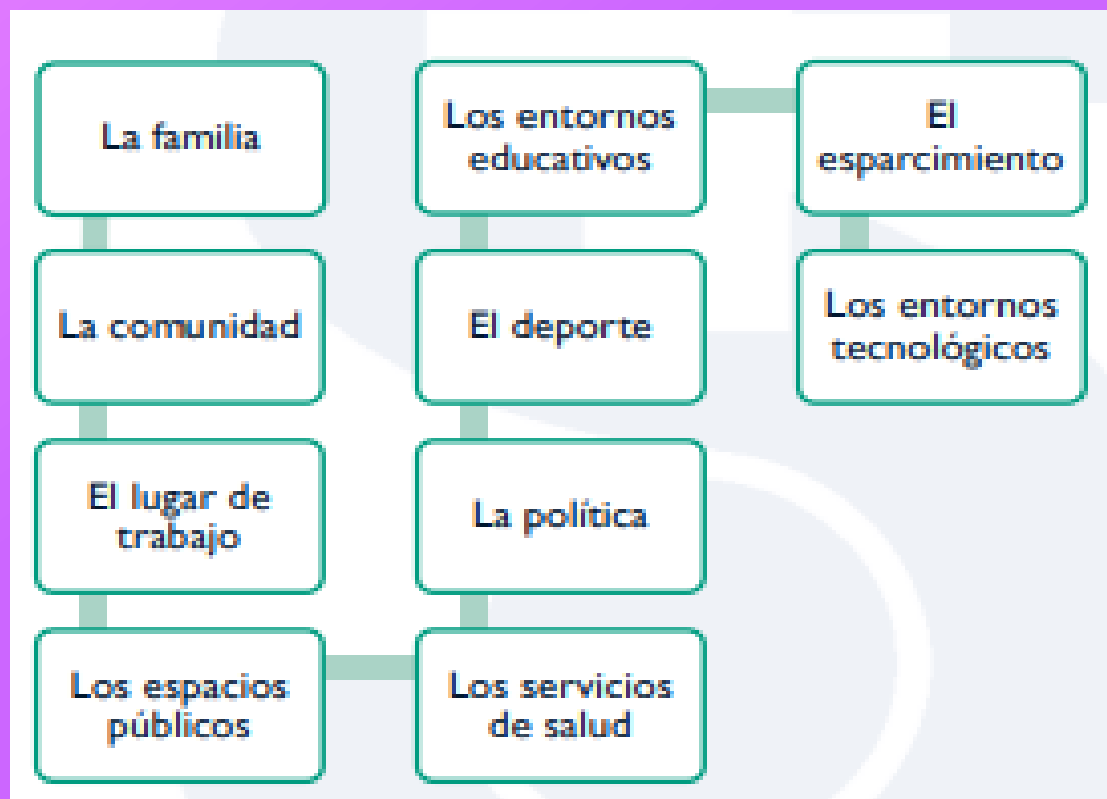 La familia
La comunidad
El lugar de
trabajo
Los espacios
públicos
Los servicios
de salud
La política
El deporte
Los entornos
educativos
El
esparcimiento
Los entornos
tecnológicos